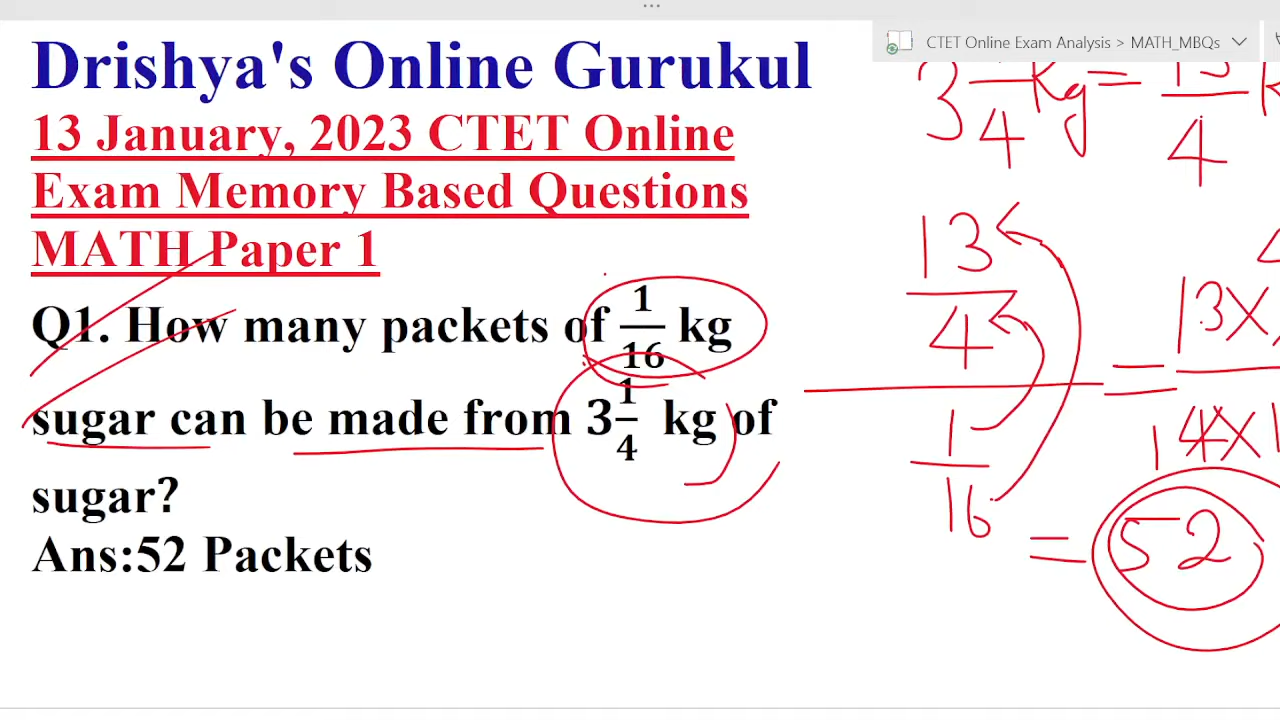 Drishya's Online Gurukul
CTET Online Exam Analysis > MATH_MBQs
13 January, 2023 CTET Online
Exam Memory Based Questions
MATH Paper 1
Q1. How many packets of 1/16 kg
sugar can be made from 3 1/4 kg of
sugar?
Ans:52 Packets
3 /4 kg = 13/4 k
13/4
1/16
= 13×
14×1
= 52